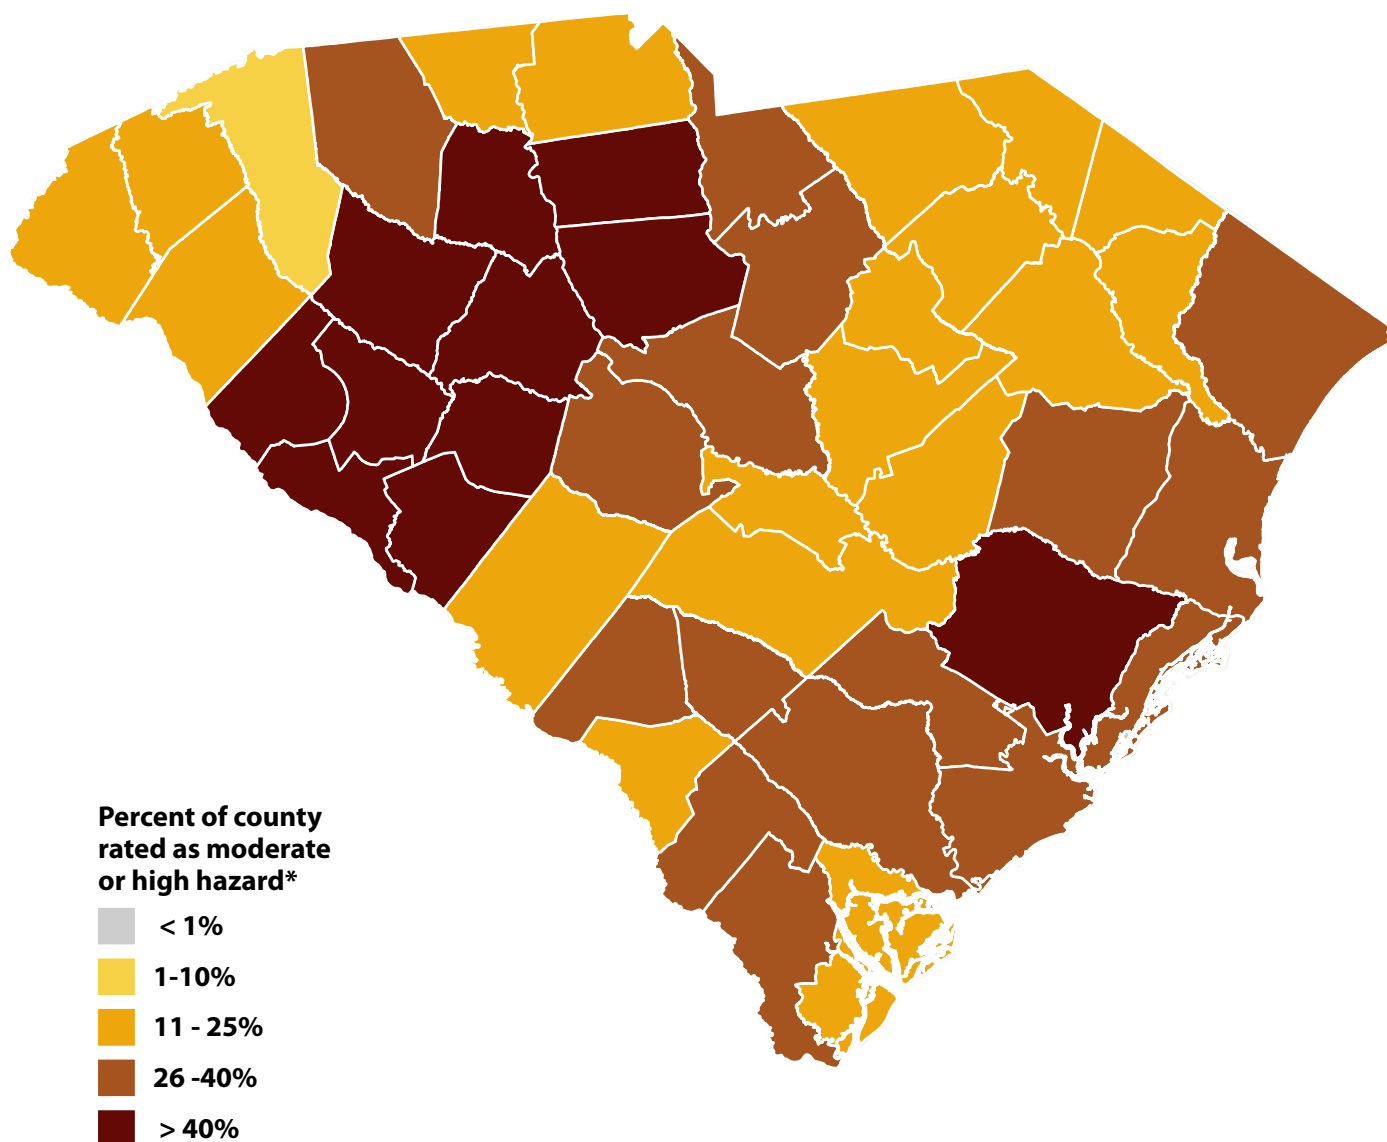 Percent of county
rated as moderate
or high hazard*
< 1%
1-10%
11 - 25%
26 -40%
> 40%